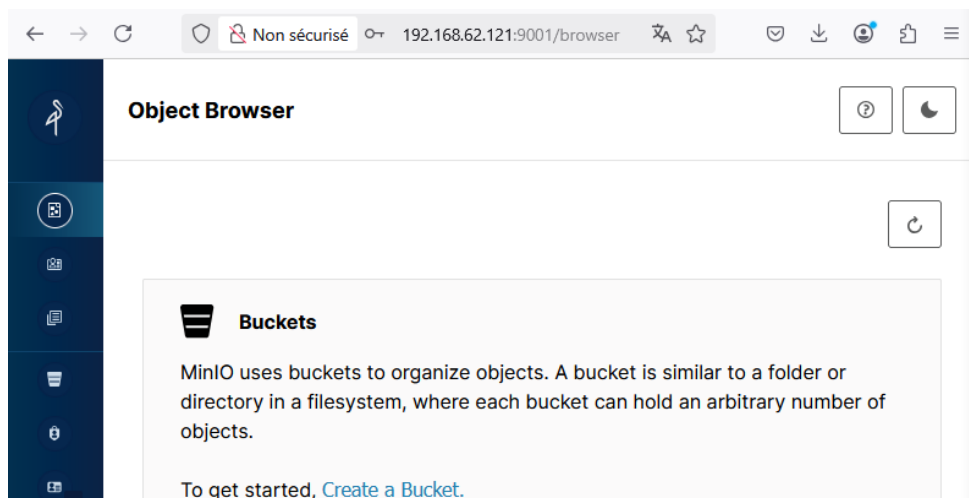 Non sécurisé 192.168.62.121:9001/browser
Object Browser
Buckets
MinIO uses buckets to organize objects. A bucket is similar to a folder or
directory in a filesystem, where each bucket can hold an arbitrary number of
objects.
To get started, Create a Bucket.